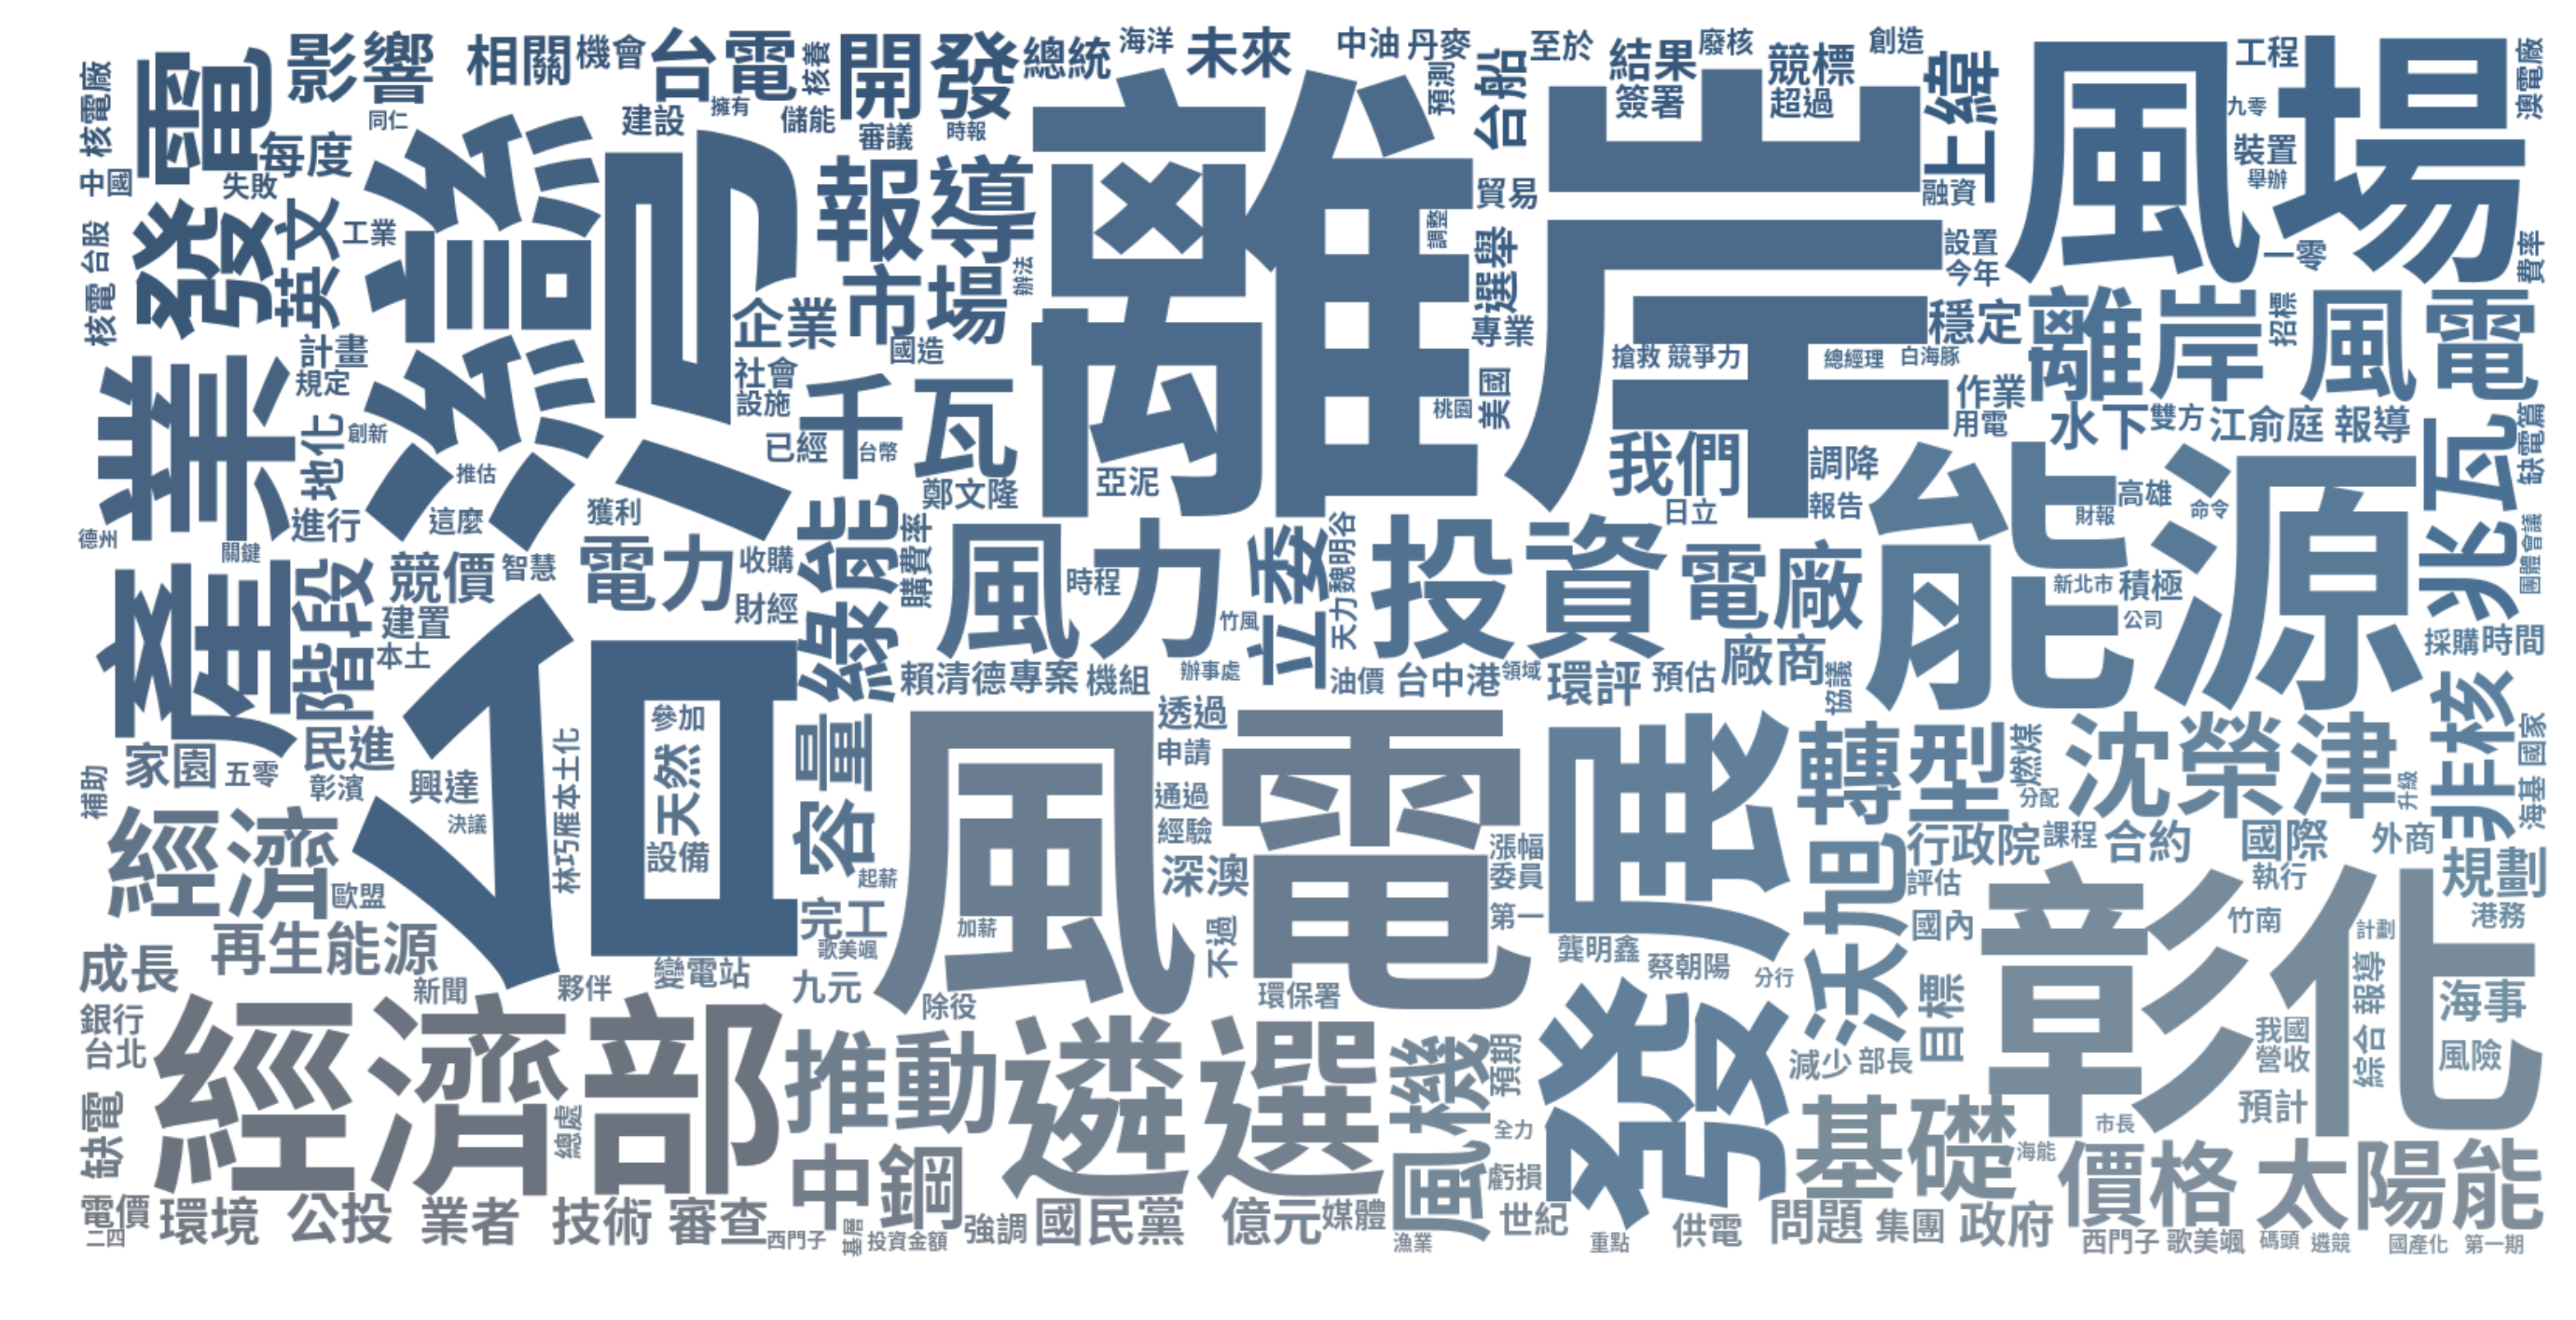 核電廠
電
影響
相關
機會
台電
核養
開發
總統
海洋
未來
中油
丹麥
預測
台船
至於
結果
廢核
競標
創造
上緯
風場
工程
澳電廠
同仁
建設
擁有
儲能
審議
時報
簽署
超過
九零
裝置
舉辦
每度
失敗
中國
台灣
報導
離岸
貿易
融資
台股
發
英文
工業
辦法
調整
選舉
設置
今年
一零
費率
核電
企業
市場
國造
專業
搶救
競爭力
總經理
白海豚
穩定
離岸風電
招標
計畫
規定
社會
設施
千瓦
桃園
美國
作業
用電
水下
雙方
江俞庭
報導
缺電篇
產業
地化
創新
已經
台幣
鄭文隆
亞泥
我們
調降
日立
報告
能源
高雄
財報
命令
兆瓦
推估
這麼
獲利
進行
德州
關鍵
競價
智慧
電力
收購
財經
綠能
購費率
風力
時程
竹風
立委
天力
魏明谷
投資
電廠
新北市
積極
公司
團體會議
階段
建置
本土
賴清德
專案
機組
辦事處
油價
台中港
領域
環評
預估
廠商
協議
採購
時間
家園
五零
民進
彰濱
補助
興達
決議
林巧雁
本土化
參加
天然
設備
容量
起薪
風電
透過
申請
通過
經驗
深澳
不過
漲幅
委員
第一
發展
轉型
燃煤
分配
沈榮津
升級
非核
國家
海基
經濟
歐盟
行政院
課程
合約
國際
外商
規劃
成長
再生能源
新聞
夥伴
變電站
完工
歌美颯
九元
加薪
除役
環保署
龔明鑫
蔡朝陽
分行
沃旭
評估
國內
目標
彰化
執行
竹南
計劃
港務
銀行
台北
經濟部
總處
推動
遴選
風機
預期
全力
減少
部長
我國
營收
綜合
報導
海事
風險
預計
缺電
中鋼
虧損
基礎
海能
市長
價格
太陽能
電價
二四
環境
公投
業者
技術
審查
西門子
基層
投資金額
強調
國民黨
億元
媒體
漁業
世紀
重點
供電
問題
集團
政府
西門子
歌美颯
碼頭
遴競
國產化
第一期